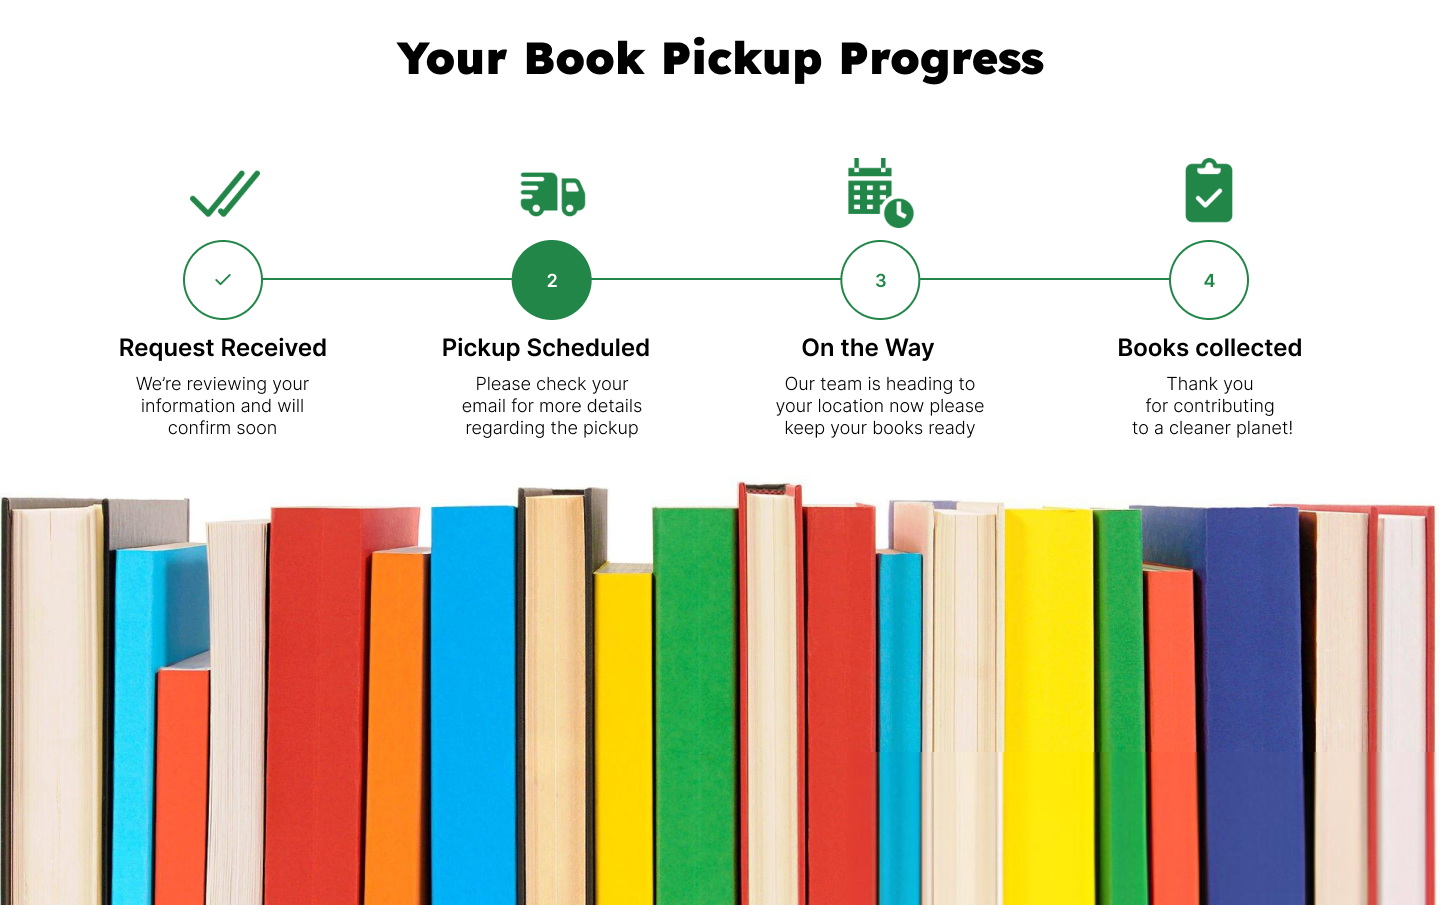 Your Book Pickup Progress
2
3
4
Request Received
Pickup Scheduled
On the Way
Books collected
We’re reviewing your
information and will
confirm soon
Please check your
email for more details
regarding the pickup
Our team is heading to
your location now please
keep your books ready
Thank you
for contributing
to a cleaner planet!